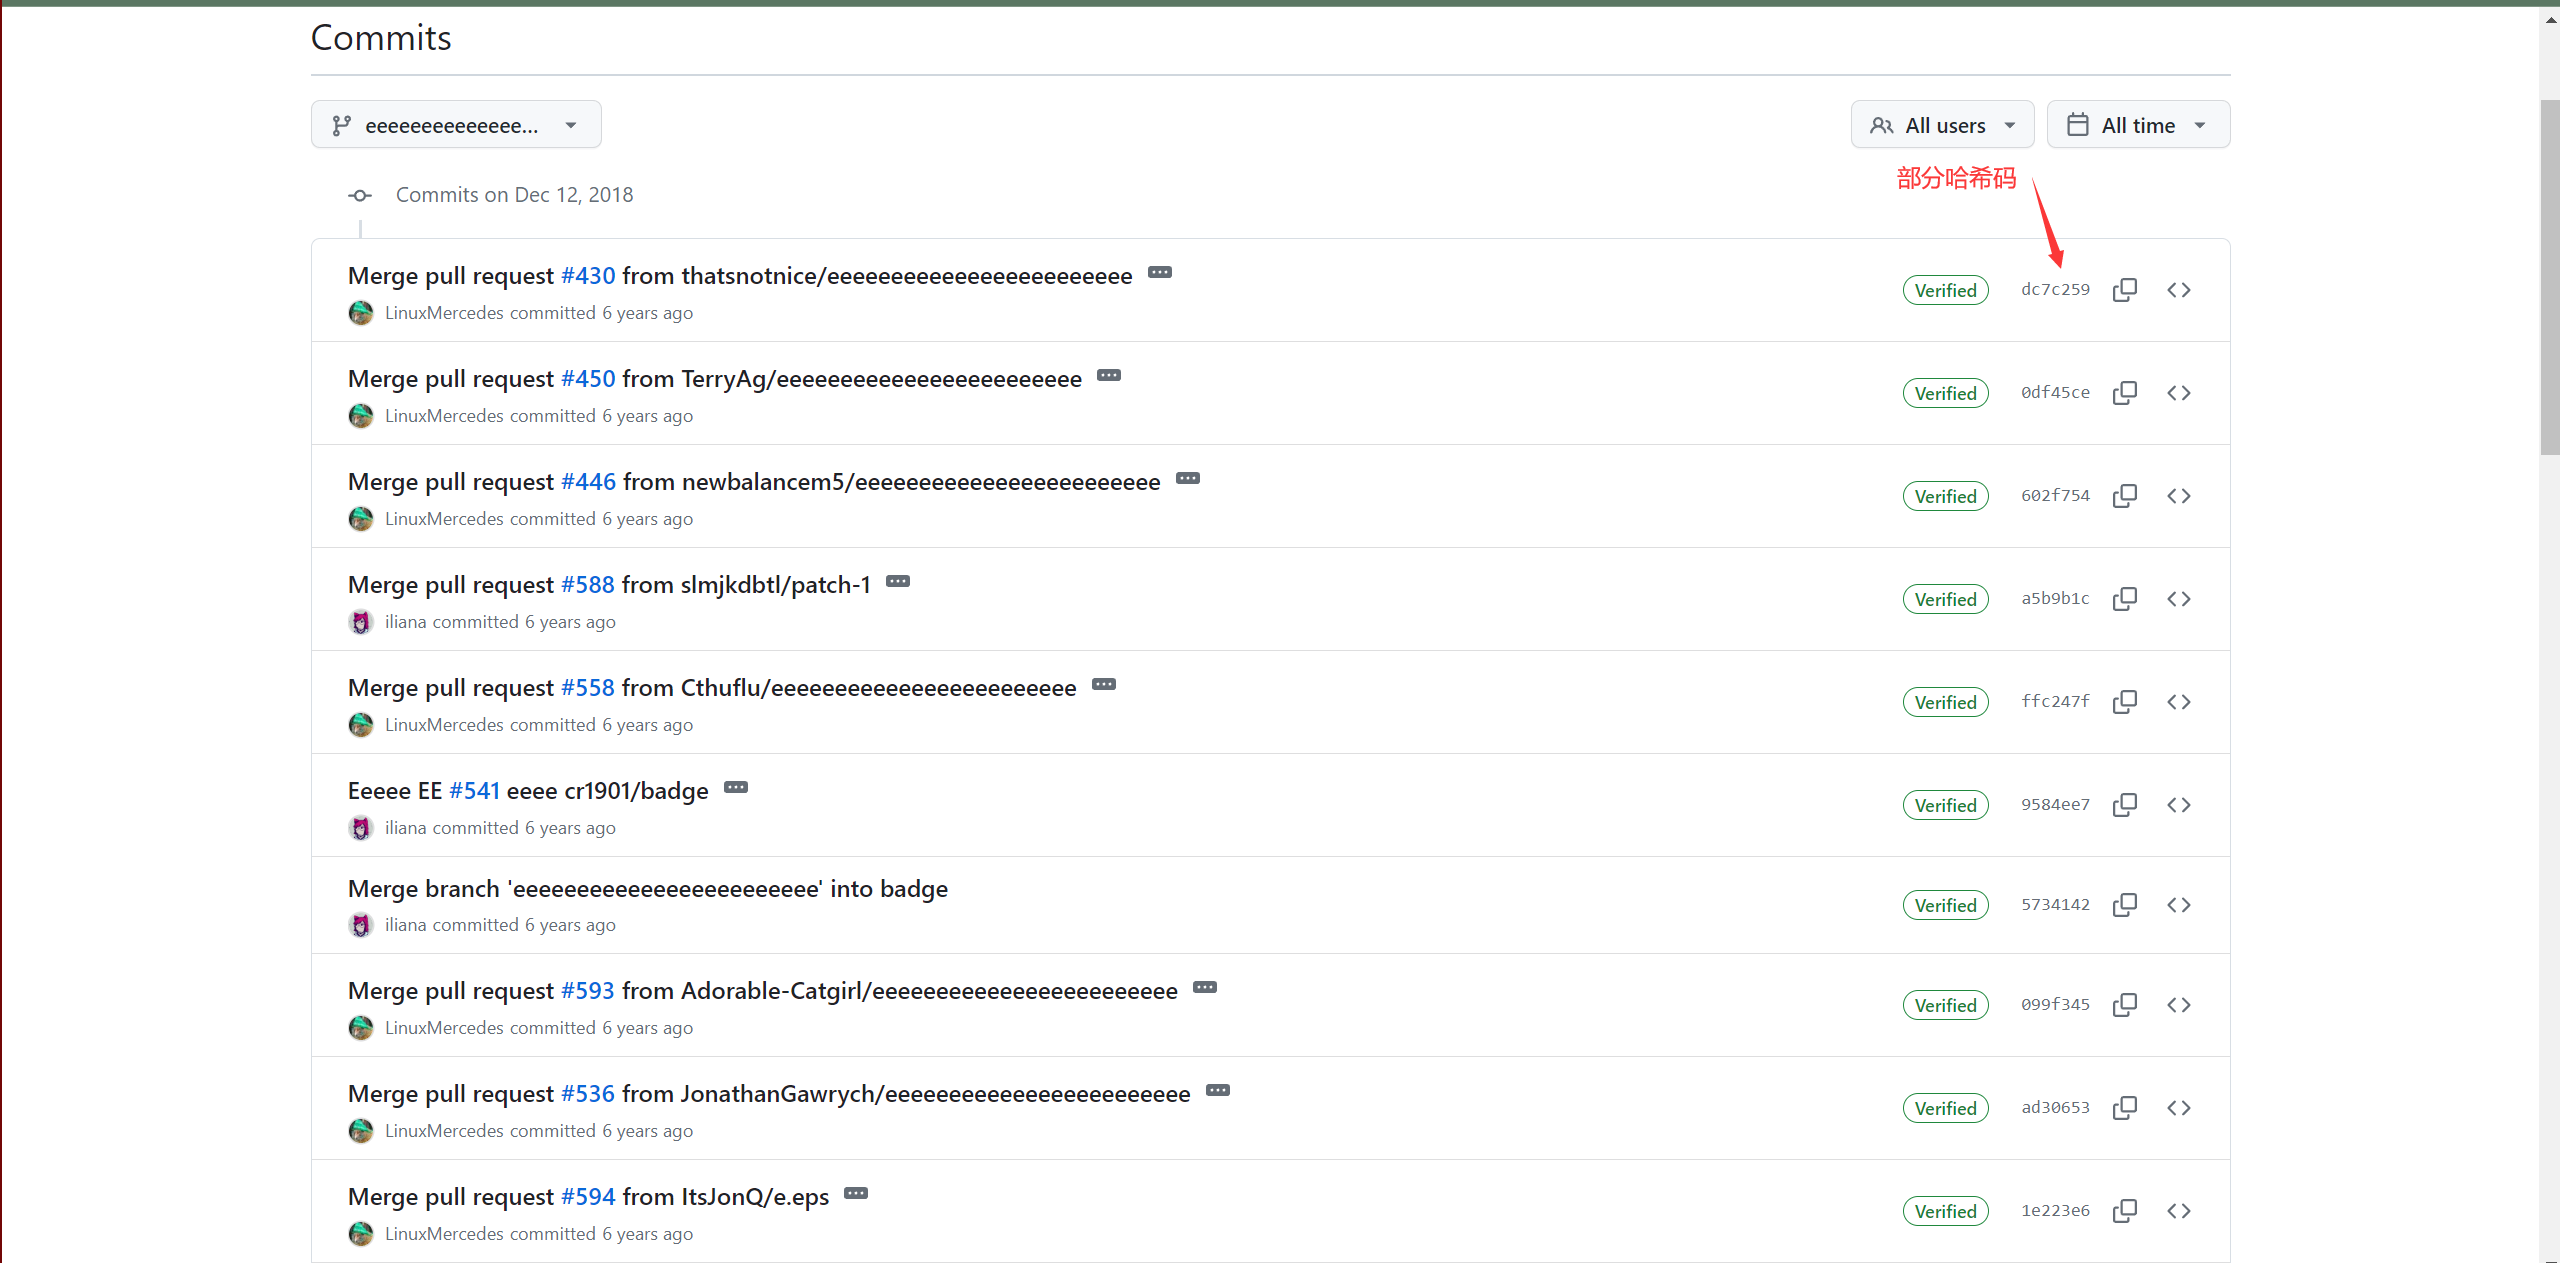 Commits
eeeeeeeeeeeeee...
All users
All time
部分哈希码
Commits on Dec 12, 2018
Merge pull request #430 from thatsnotnice/eeeeeeeeeeeeeeeeeeeeeeee
LinuxMercedes committed 6 years ago
Verified
dc7c259
Merge pull request #450 from TerryAg/eeeeeeeeeeeeeeeeeeeeeeee
LinuxMercedes committed 6 years ago
Verified
0df45ce
Merge pull request #446 from newbalancem5/eeeeeeeeeeeeeeeeeeeeeeee
LinuxMercedes committed 6 years ago
Verified
602f754
Merge pull request #588 from slmjkdbtl/patch-1
iliana committed 6 years ago
Verified
a5b9b1c
Merge pull request #558 from Cthuflu/eeeeeeeeeeeeeeeeeeeeeeee
LinuxMercedes committed 6 years ago
Verified
ffc247f
Eeeee EE #541 eeee cr1901/badge
iliana committed 6 years ago
Verified
9584ee7
Merge branch 'eeeeeeeeeeeeeeeeeeeeeeee' into badge
iliana committed 6 years ago
Verified
5734142
Merge pull request #593 from Adorable-Catgirl/eeeeeeeeeeeeeeeeeeeeeeee
LinuxMercedes committed 6 years ago
Verified
099f345
Merge pull request #536 from JonathanGawrych/eeeeeeeeeeeeeeeeeeeeeeee
LinuxMercedes committed 6 years ago
Verified
ad30653
Merge pull request #594 from ItsJonQ/e.eps
LinuxMercedes committed 6 years ago
Verified
1e223e6